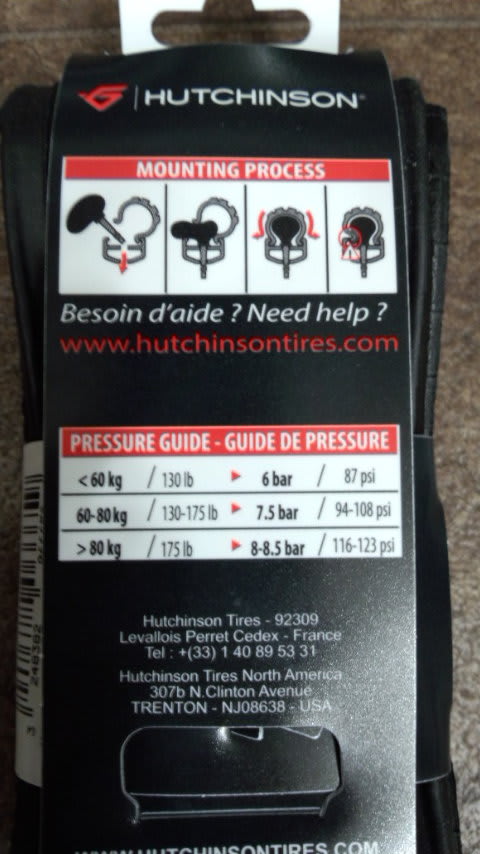 HUTCHINSON
MOUNTING PROCESS
Besoin d'aide ? Need help ?
www.hutchinsontires.com
PRESSURE GUIDE - GUIDE DE PRESSURE
< 60 kg / 130 lb 6 bar / 87 psi
60-80 kg / 130-175 lb 7.5 bar / 94-108 psi
> 80 kg / 175 lb 8-8.5 bar / 116-123 psi
Hutchinson Tires - 92309
Levallois Perret Cedex - France
Tel : +(33) 1 40 89 53 31
Hutchinson Tires North America
307b N.Clinton Avenue
TRENTON - NJ08638 - USA
WWW.HUTCHINSONTIRES.COM